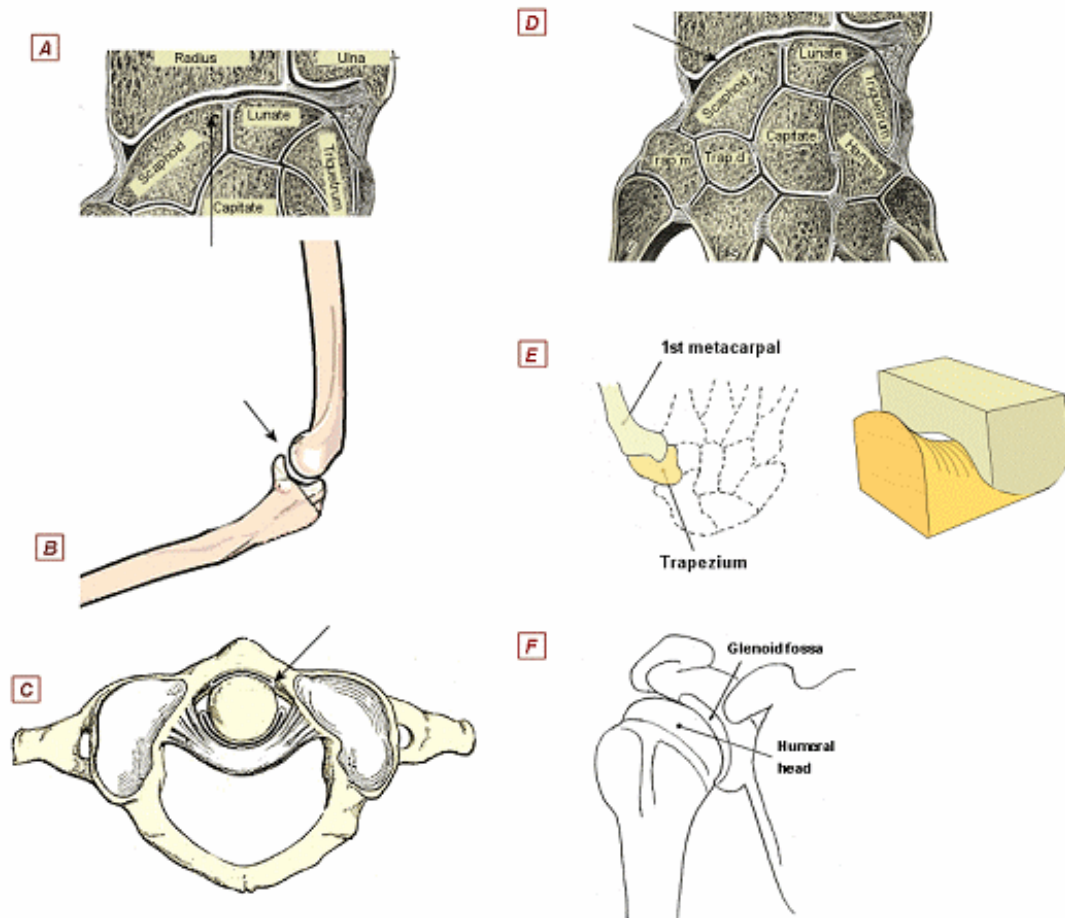 A
Radius
Ulna
Scaphoid
Lunate
Triquetrum
Capitate
B
C
D
Lunate
Scaphoid
Triquetrum
Capitate
Trap.m
Trap.d
E
1st metacarpal
Trapezium
F
Glenoid fossa
Humeral
head